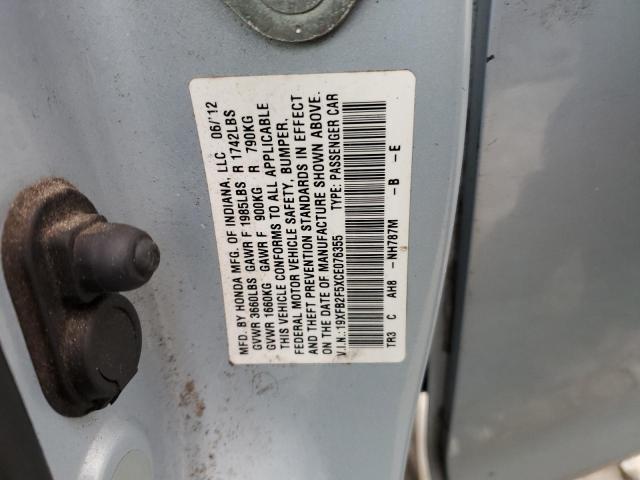 MFD. BY HONDA MFG. OF INDIANA, LLC 06/'12
GVWR 3660LBS GAWR F 1985LBS R 1742LBS
GVWR 1660KG GAWR F 900KG R 790KG
THIS VEHICLE CONFORMS TO ALL APPLICABLE
FEDERAL MOTOR VEHICLE SAFETY, BUMPER,
AND THEFT PREVENTION STANDARDS IN EFFECT
ON THE DATE OF MANUFACTURE SHOWN ABOVE.
V.I.N.:19XFB2F5XCE076355 TYPE: PASSENGER CAR
TR3 C AH8 -NH787M -B -E